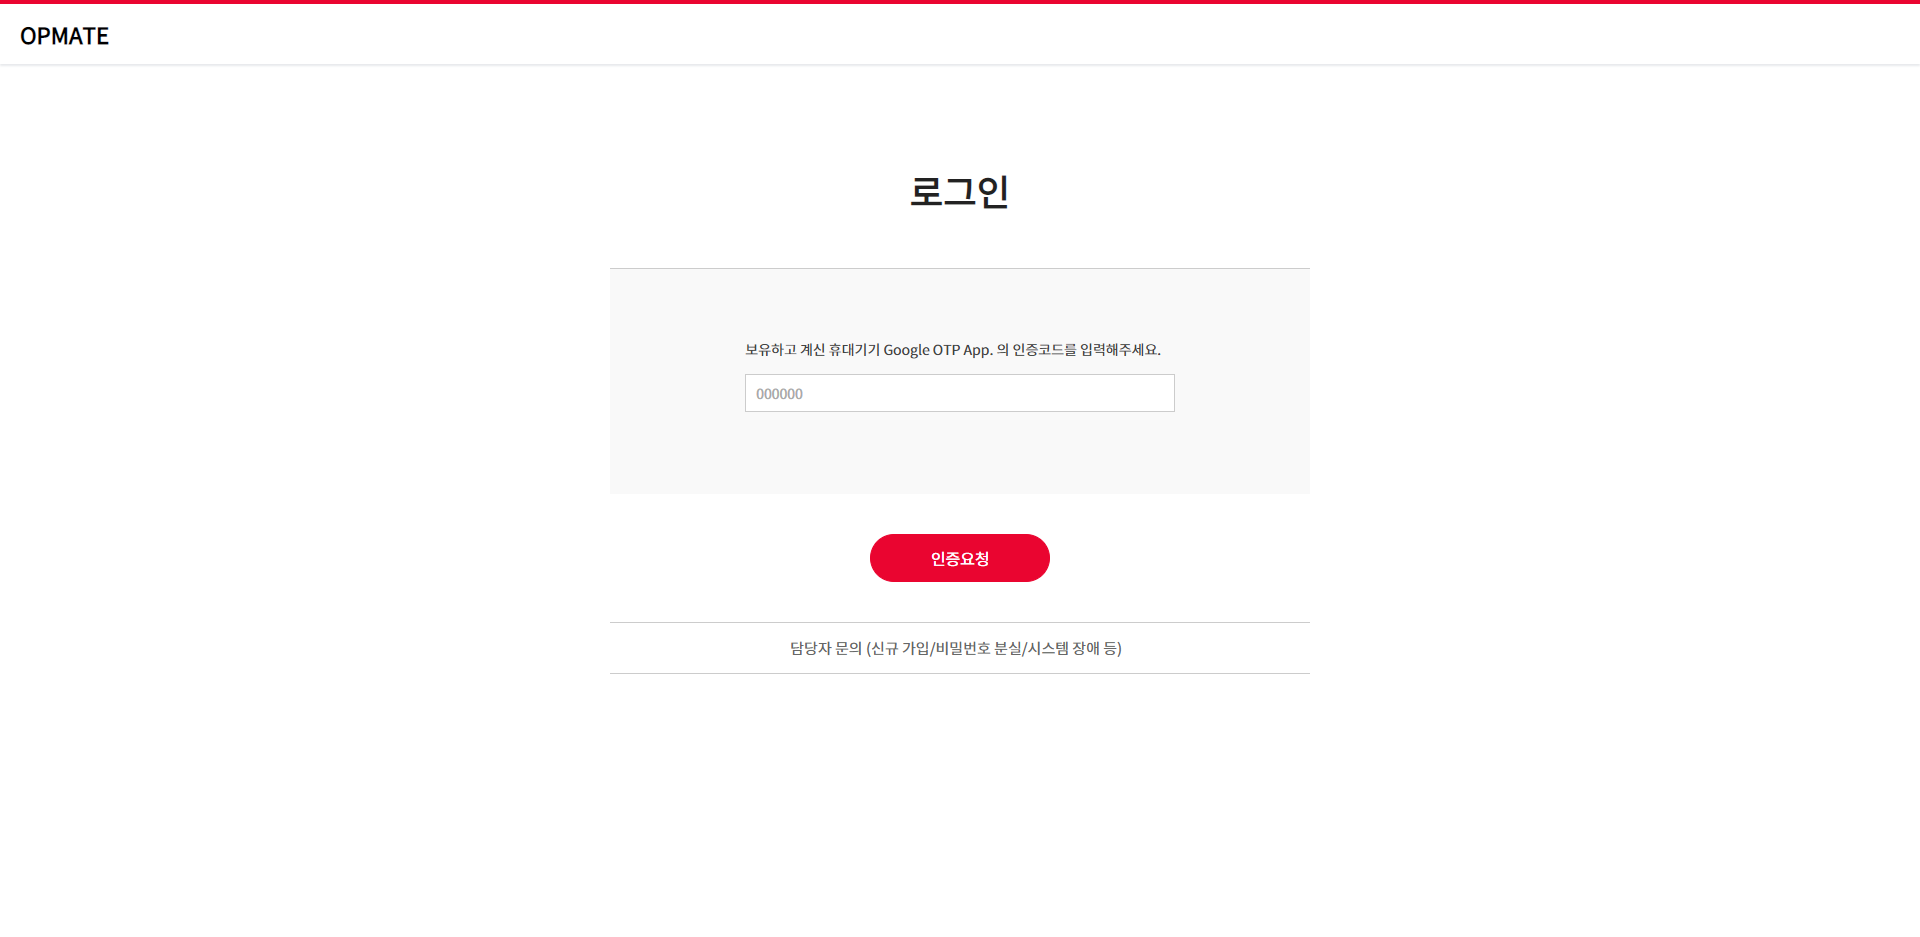 OPMATE
로그인
보유하고 계신 휴대기기 Google OTP App. 의 인증코드를 입력해주세요.
000000
인증요청
담당자 문의 (신규 가입/비밀번호 분실/시스템 장애 등)